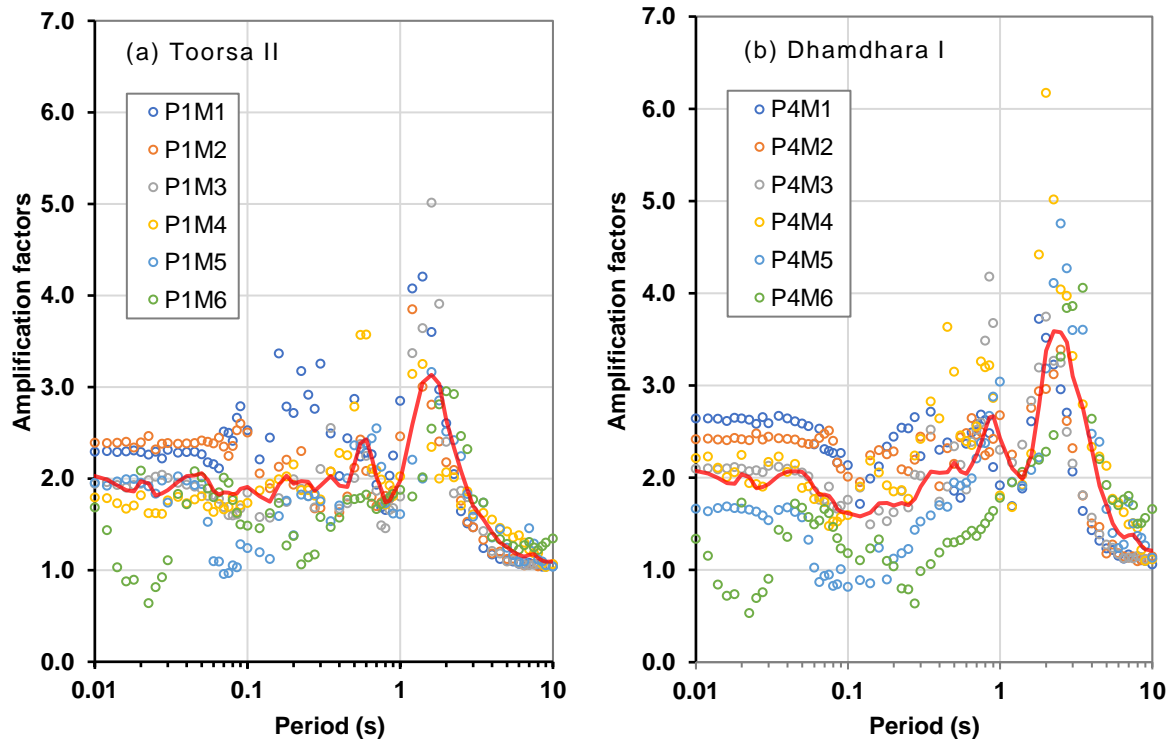 (a) Toorsa II
P1M1
P1M2
P1M3
P1M4
P1M5
P1M6
Amplification factors
7.0
6.0
5.0
4.0
3.0
2.0
1.0
0.0
0.01
0.1
1
10
Period (s)
(b) Dhamdhara I
P4M1
P4M2
P4M3
P4M4
P4M5
P4M6
Amplification factors
7.0
6.0
5.0
4.0
3.0
2.0
1.0
0.0
0.01
0.1
1
10
Period (s)